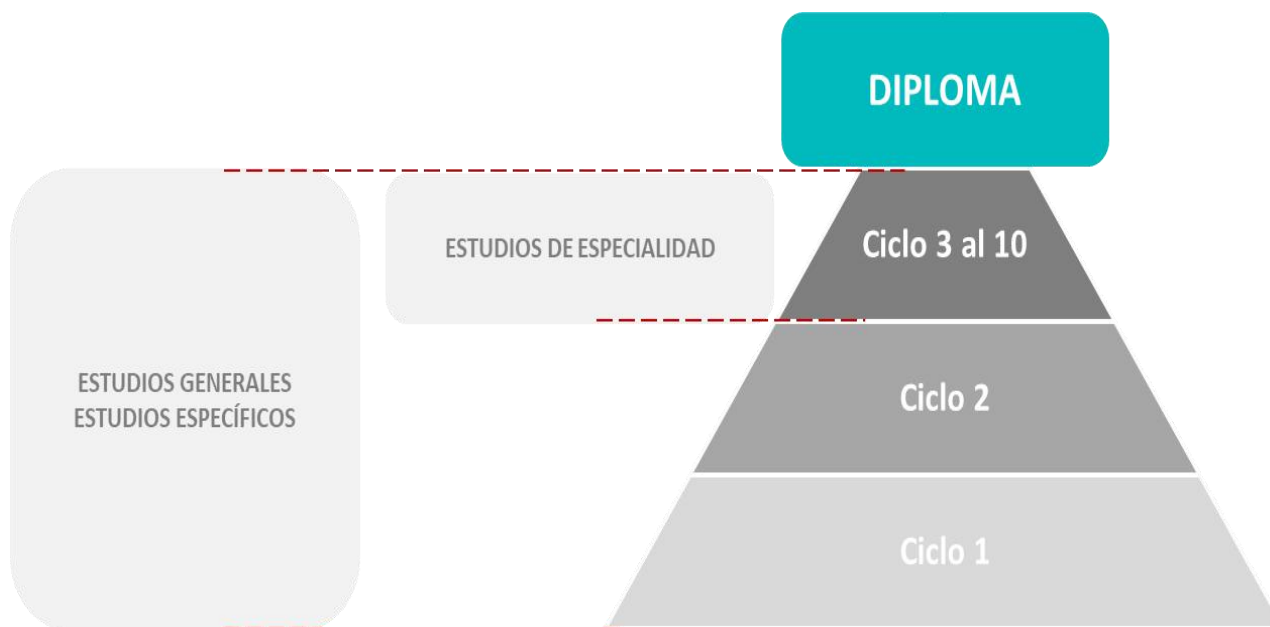 DIPLOMA
ESTUDIOS DE ESPECIALIDAD
Ciclo 3 al 10
ESTUDIOS GENERALES
ESTUDIOS ESPECÍFICOS
Ciclo 2
Ciclo 1